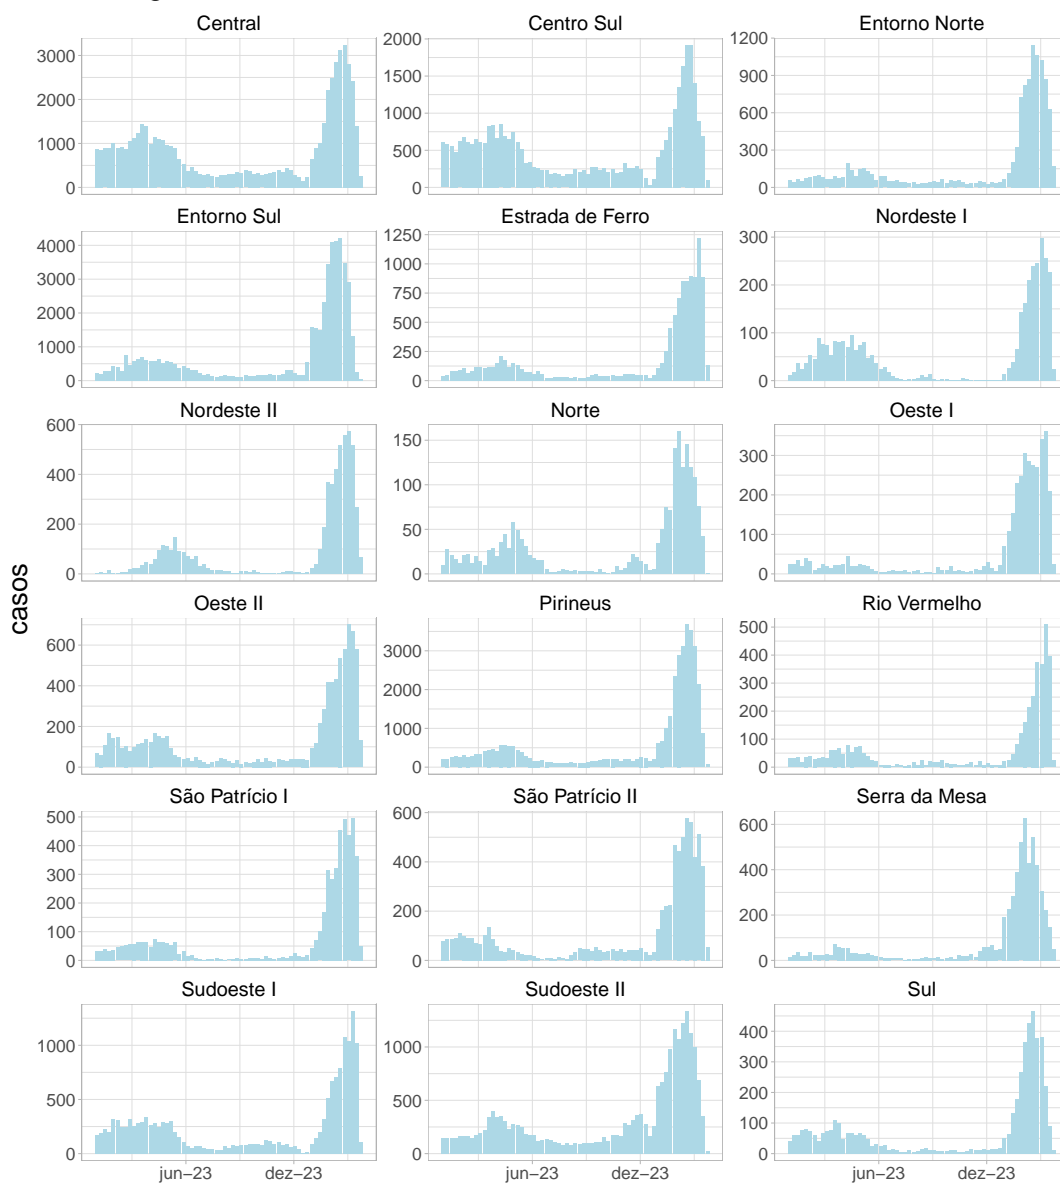 Central Centro Sul Entorno Norte
3000 2000 1200
2000 1500 900
1000 1000 600
0 500 300
0 0
Entorno Sul Estrada de Ferro Nordeste I
4000 1250 300
3000 1000 200
2000 750 100
1000 500 0
0 250
0
Nordeste II Norte Oeste I
600 150 300
400 100 200
200 50 100
0 0 0
casos
Oeste II Pirineus Rio Vermelho
600 3000 500
400 2000 400
200 1000 300
0 0 200
100
0
São Patrício I São Patrício II Serra da Mesa
500 600 600
400 400 400
300 200 200
200 0 0
100
0
Sudoeste I Sudoeste II Sul
1000 1000 400
500 500 300
0 0 200
100
0
jun–23 dez–23 jun–23 dez–23 jun–23 dez–23